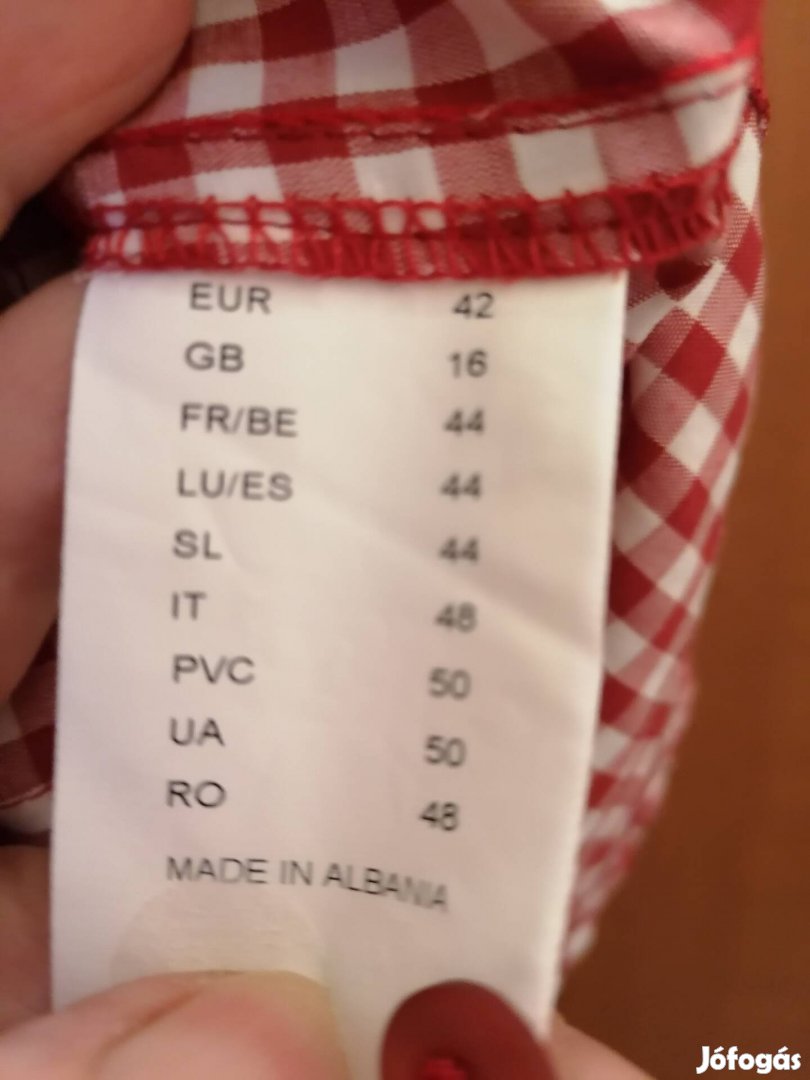 EUR 42
GB 16
FR/BE 44
LU/ES 44
SL 44
IT 48
PVC 50
UA 50
RO 48
MADE IN ALBANIA
Jófogás